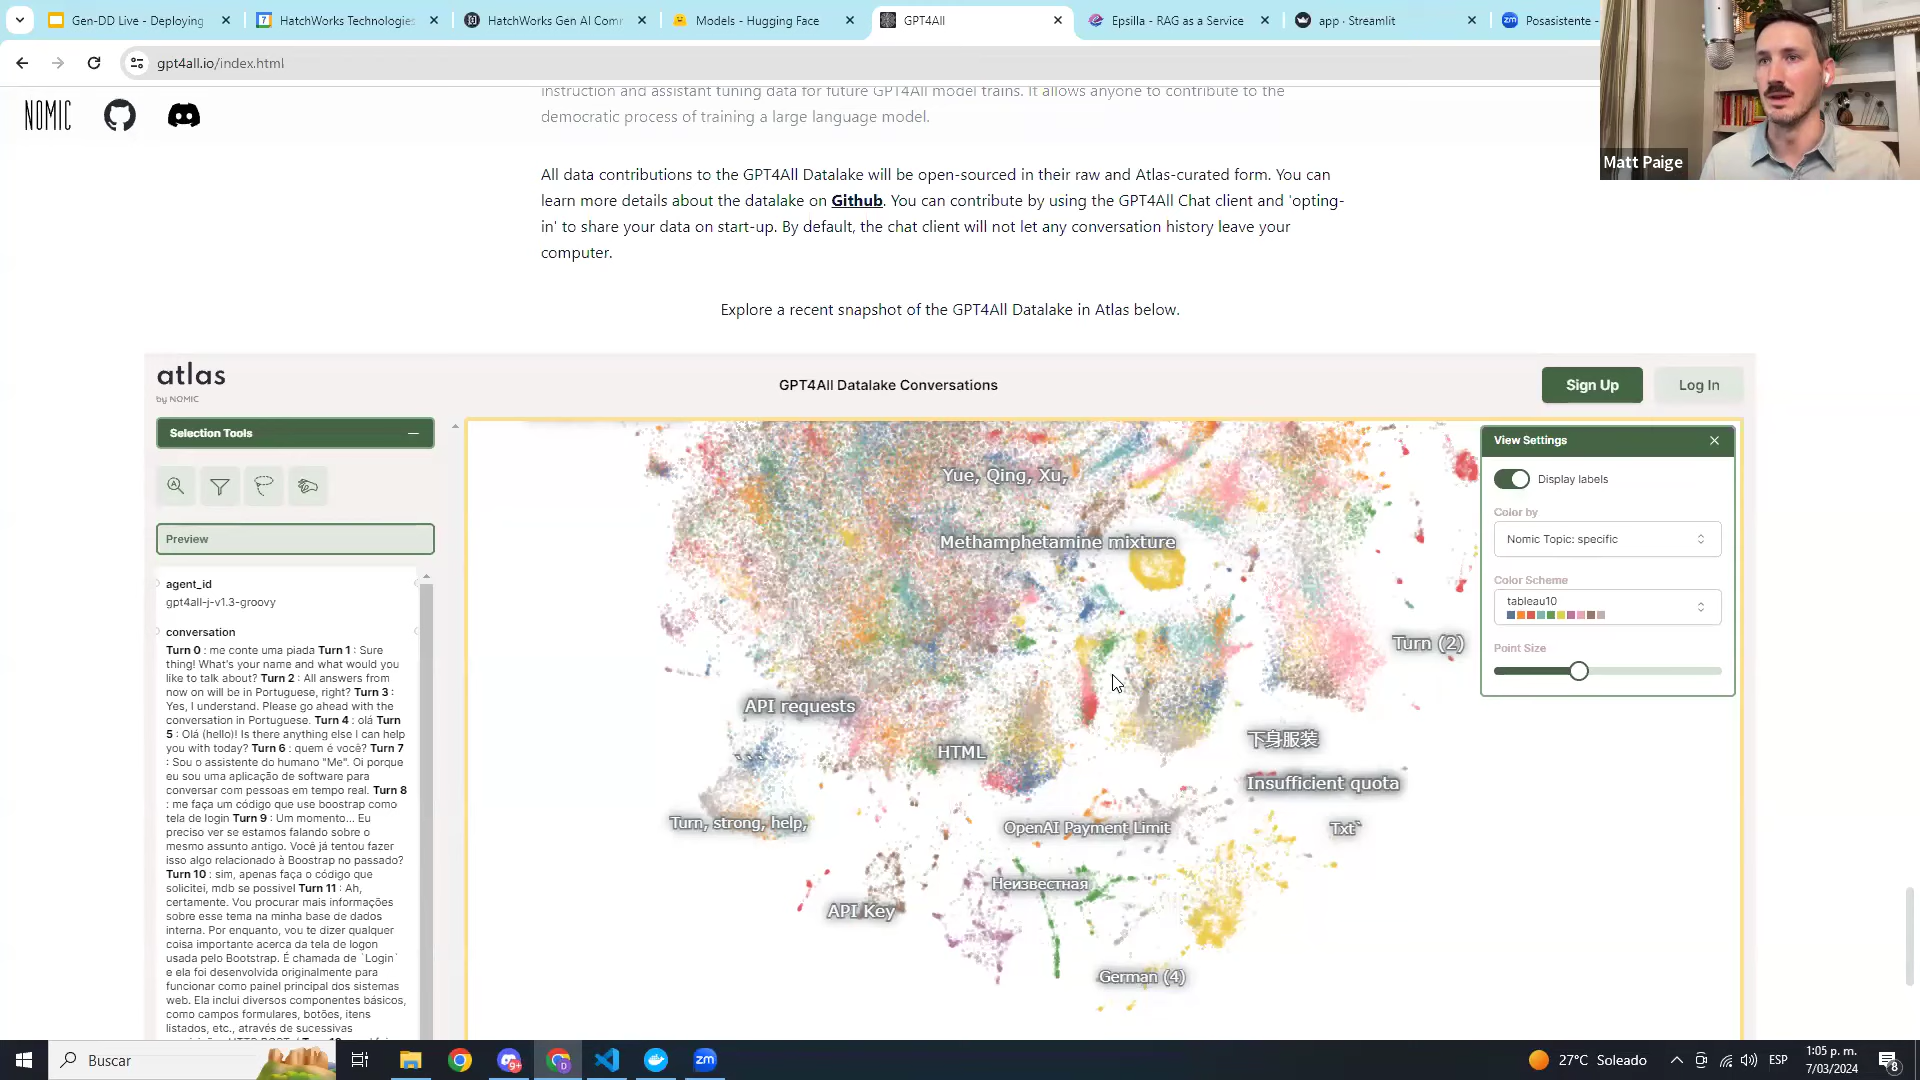 Gen-DD Live - Deploying
HatchWorks Technologies
HatchWorks Gen AI Comm
Models - Hugging Face
GPT4All
Epsilla - RAG as a Service
app · Streamlit
zm Posasistente -
gpt4all.io/index.html
Matt Paige
NOMIC
instruction and assistant tuning data for future GPT4All model trains. It allows anyone to contribute to the
democratic process of training a large language model.
All data contributions to the GPT4All Datalake will be open-sourced in their raw and Atlas-curated form. You can
learn more details about the datalake on Github. You can contribute by using the GPT4All Chat client and 'opting-
in' to share your data on start-up. By default, the chat client will not let any conversation history leave your
computer.
Explore a recent snapshot of the GPT4All Datalake in Atlas below.
atlas
by NOMIC
GPT4All Datalake Conversations
Sign Up
Log In
Selection Tools
Preview
agent_id
gpt4all-j-v1.3-groovy
conversation
Turn 0 : me conte uma piada Turn 1 : Sure
thing! What's your name and what would you
like to talk about? Turn 2 : All answers from
now on will be in Portuguese, right? Turn 3 :
Yes, I understand. Please go ahead with the
conversation in Portuguese. Turn 4 : olá Turn
5 : Olá (hello)! Is there anything else I can help
you with today? Turn 6 : quem é você? Turn 7
: Sou o assistente do humano "Me". Oi porque
eu sou uma aplicação de software para
conversar com pessoas em tempo real. Turn 8
: me faça um código que use boostrap como
tela de login Turn 9 : Um momento... Eu
preciso ver se estamos falando sobre o
mesmo assunto antigo. Você já tentou fazer
isso algo relacionado à Boostrap no passado?
Turn 10 : sim, apenas faça o código que
solicitei, mdb se possivel Turn 11 : Ah,
certamente. Vou procurar mais informações
sobre esse tema na minha base de dados
interna. Por enquanto, vou te dizer qualquer
coisa importante acerca da tela de logon
usada pelo Bootstrap. É chamada de `Login`
e ela foi desenvolvida originalmente para
funcionar como painel principal dos sistemas
web. Ela inclui diversos componentes básicos,
como campos formulares, botões, itens
listados, etc., através de sucessivas
Yue, Qing, Xu,
Methamphetamine mixture
Turn (2)
API requests
HTML
下身服装
Insufficient quota
Turn, strong, help,
OpenAI Payment Limit
Txt`
Неизвестная
API Key
German (4)
View Settings
Display labels
Color by
Nomic Topic: specific
Color Scheme
tableau10
Point Size
Buscar
9+
zm
27°C Soleado
ESP
1:05 p. m.
7/03/2024
8